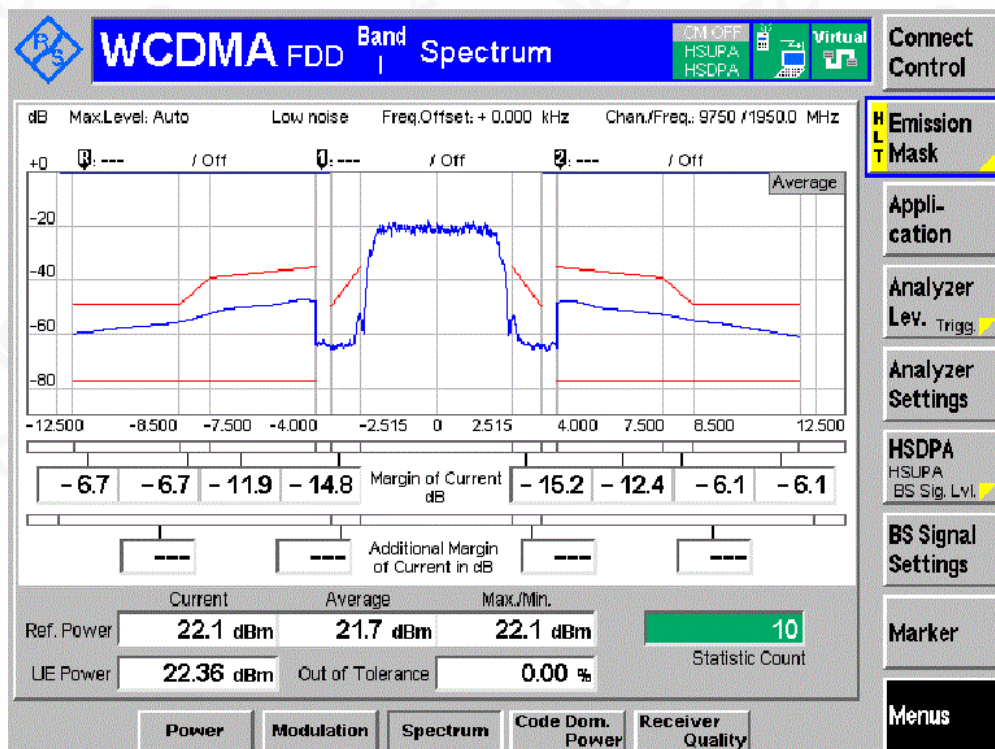 R/S WCDMA FDD Band I Spectrum
CM OFF
HSUPA
HSDPA
Virtual
Connect
Control
dB Max.Level: Auto Low noise Freq.Offset: + 0.000 kHz Chan./Freq.: 9750 / 1950.0 MHz
HLT
Emission
Mask
+0 R: --- / Off 1: --- / Off 2: --- / Off
Average
Appli-
cation
-20
-40
Analyzer
Lev. Trigg.
-60
-80
Analyzer
Settings
-12.500 -8.500 -7.500 -4.000 -2.515 0 2.515 4.000 7.500 8.500 12.500
HSDPA
HSUPA
BS Sig. Lvl.
- 6.7 - 6.7 - 11.9 - 14.8 Margin of Current - 15.2 - 12.4 - 6.1 - 6.1
dB
BS Signal
Settings
--- --- Additional Margin --- ---
of Current in dB
Current Average Max./Min.
Ref. Power 22.1 dBm 21.7 dBm 22.1 dBm 10
Statistic Count
Marker
UE Power 22.36 dBm Out of Tolerance 0.00 %
Power Modulation Spectrum Code Dom. Power Receiver Quality
Menus